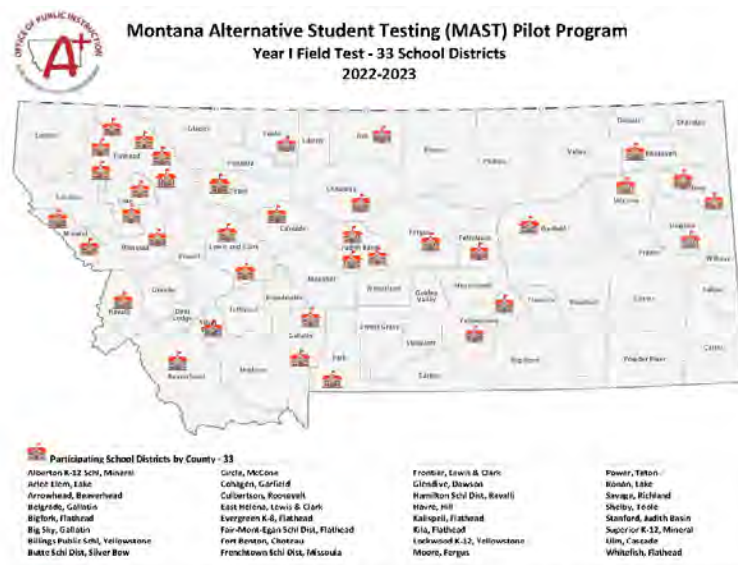 OFFICE OF PUBLIC INSTRUCTION
A+
Montana Alternative Student Testing (MAST) Pilot Program
Year I Field Test - 33 School Districts
2022-2023
Glacier
Toole
Liberty
Hill
Blaine
Phillips
Valley
Daniels
Sheridan
Roosevelt
Lincoln
Flathead
Pondera
Teton
Chouteau
Lake
Sanders
Mineral
Missoula
Lewis and Clark
Cascade
Judith Basin
Fergus
Petroleum
Garfield
McCone
Dawson
Prairie
Wibaux
Powell
Meagher
Wheatland
Golden Valley
Musselshell
Treasure
Rosebud
Custer
Fallon
Granite
Ravalli
Deer Lodge
Jefferson
Broadwater
Gallatin
Park
Sweet Grass
Stillwater
Yellowstone
Carbon
Big Horn
Powder River
Carter
Beaverhead
Madison
Participating School Districts by County - 33
Alberton K-12 Schl, Mineral
Arlee Elem, Lake
Arrowhead, Beaverhead
Belgrade, Gallatin
Bigfork, Flathead
Big Sky, Gallatin
Billings Public Schl, Yellowstone
Butte Schl Dist, Silver Bow
Circle, McCone
Cohagen, Garfield
Culbertson, Roosevelt
East Helena, Lewis & Clark
Evergreen K-8, Flathead
Fair-Mont-Egan Schl Dist, Flathead
Fort Benton, Choteau
Frenchtown Schl Dist, Missoula
Frontier, Lewis & Clark
Glendive, Dawson
Hamilton Schl Dist, Ravalli
Havre, Hill
Kalispell, Flathead
Kila, Flathead
Lockwood K-12, Yellowstone
Moore, Fergus
Power, Teton
Ronan, Lake
Savage, Richland
Shelby, Toole
Stanford, Judith Basin
Superior K-12, Mineral
Ulm, Cascade
Whitefish, Flathead